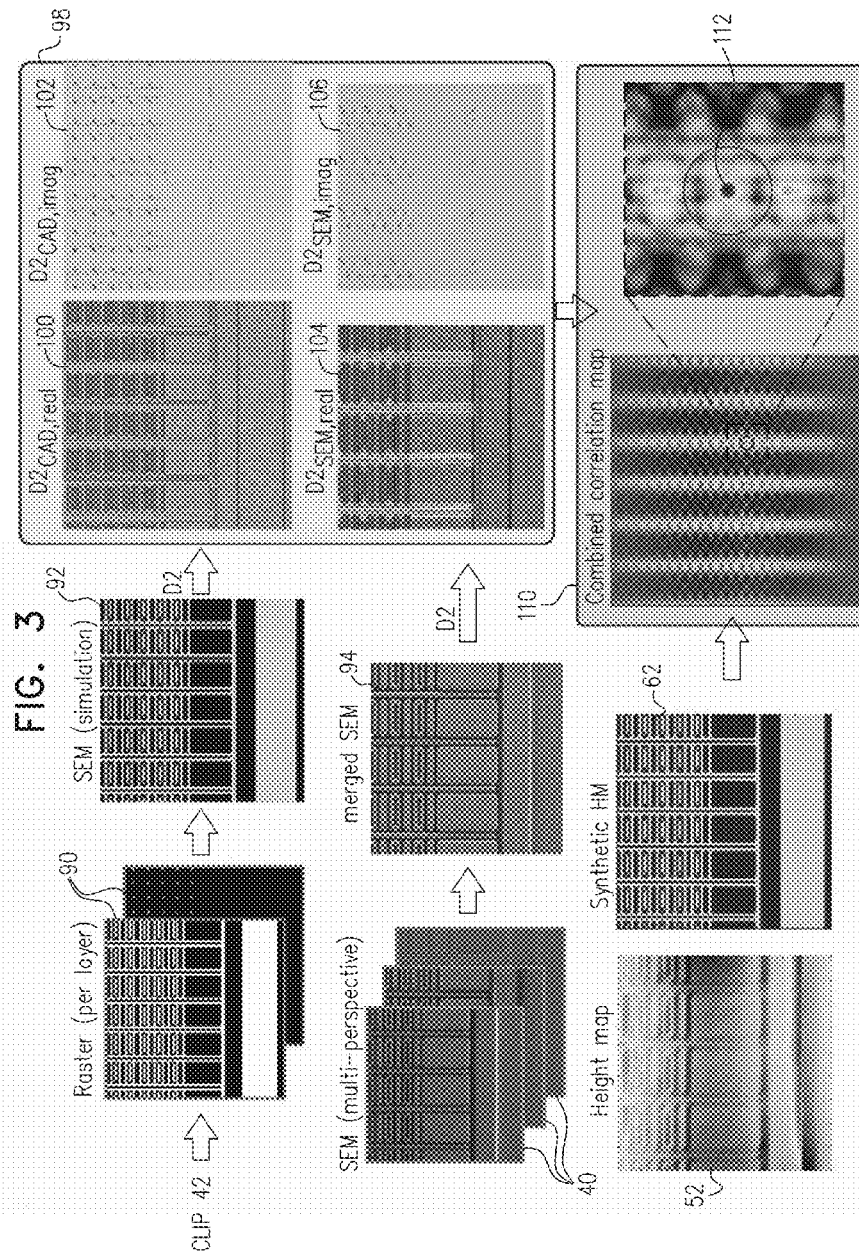 FIG. 3
CLIP 42
Raster (per layer)
90
SEM (simulation)
92
D2
D2CAD,real
100
D2CAD,imag
102
98
SEM (multi-perspective)
40
merged SEM
94
D2
D2SEM,real
104
D2SEM,imag
106
Height map
52
Synthetic HM
62
110
Combined correlation map
112